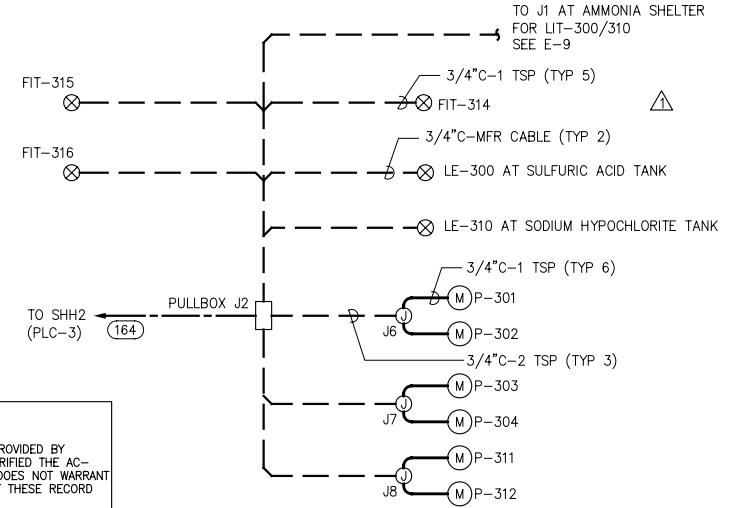 TO J1 AT AMMONIA SHELTER
FOR LIT-300/310
SEE E-9
3/4"C-1 TSP (TYP 5)
FIT-315
FIT-314
1
3/4"C-MFR CABLE (TYP 2)
FIT-316
LE-300 AT SULFURIC ACID TANK
LE-310 AT SODIUM HYPOCHLORITE TANK
3/4"C-1 TSP (TYP 6)
PULLBOX J2
M P-301
TO SHH2
(PLC-3)
164
J
J6
M P-302
3/4"C-2 TSP (TYP 3)
M P-303
J
J7
M P-304
ROVIDED BY
RIFIED THE AC-
DOES NOT WARRANT
THESE RECORD
M P-311
J
J8
M P-312